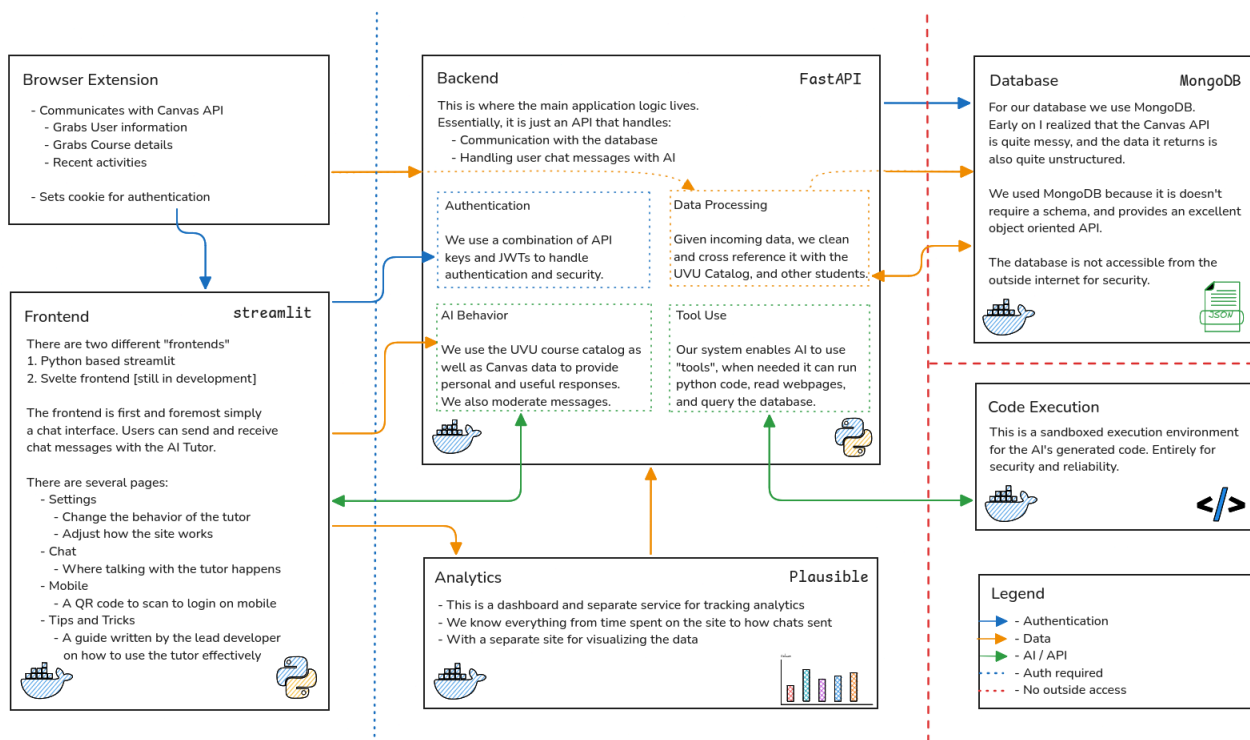 Browser Extension
- Communicates with Canvas API
- Grabs User information
- Grabs Course details
- Recent activities
- Sets cookie for authentication
Frontend
streamlit
There are two different "frontends"
1. Python based streamlit
2. Svelte frontend [still in development]
The frontend is first and foremost simply
a chat interface. Users can send and receive
chat messages with the AI Tutor.
There are several pages:
- Settings
- Change the behavior of the tutor
- Adjust how the site works
- Chat
- Where talking with the tutor happens
- Mobile
- A QR code to scan to login on mobile
- Tips and Tricks
- A guide written by the lead developer
on how to use the tutor effectively
Backend
FastAPI
This is where the main application logic lives.
Essentially, it is just an API that handles:
- Communication with the database
- Handling user chat messages with AI
Authentication
We use a combination of API
keys and JWTs to handle
authentication and security.
Data Processing
Given incoming data, we clean
and cross reference it with the
UVU Catalog, and other students.
AI Behavior
We use the UVU course catalog as
well as Canvas data to provide
personal and useful responses.
We also moderate messages.
Tool Use
Our system enables AI to use
"tools", when needed it can run
python code, read webpages,
and query the database.
Analytics
Plausible
- This is a dashboard and separate service for tracking analytics
- We know everything from time spent on the site to how chats sent
- With a separate site for visualizing the data
Database
MongoDB
For our database we use MongoDB.
Early on I realized that the Canvas API
is quite messy, and the data it returns is
also quite unstructured.
We used MongoDB because it is doesn't
require a schema, and provides an excellent
object oriented API.
The database is not accessible from the
outside internet for security.
JSON
Code Execution
This is a sandboxed execution environment
for the AI's generated code. Entirely for
security and reliability.
</>
Legend
- Authentication
- Data
- AI / API
- Auth required
- No outside access